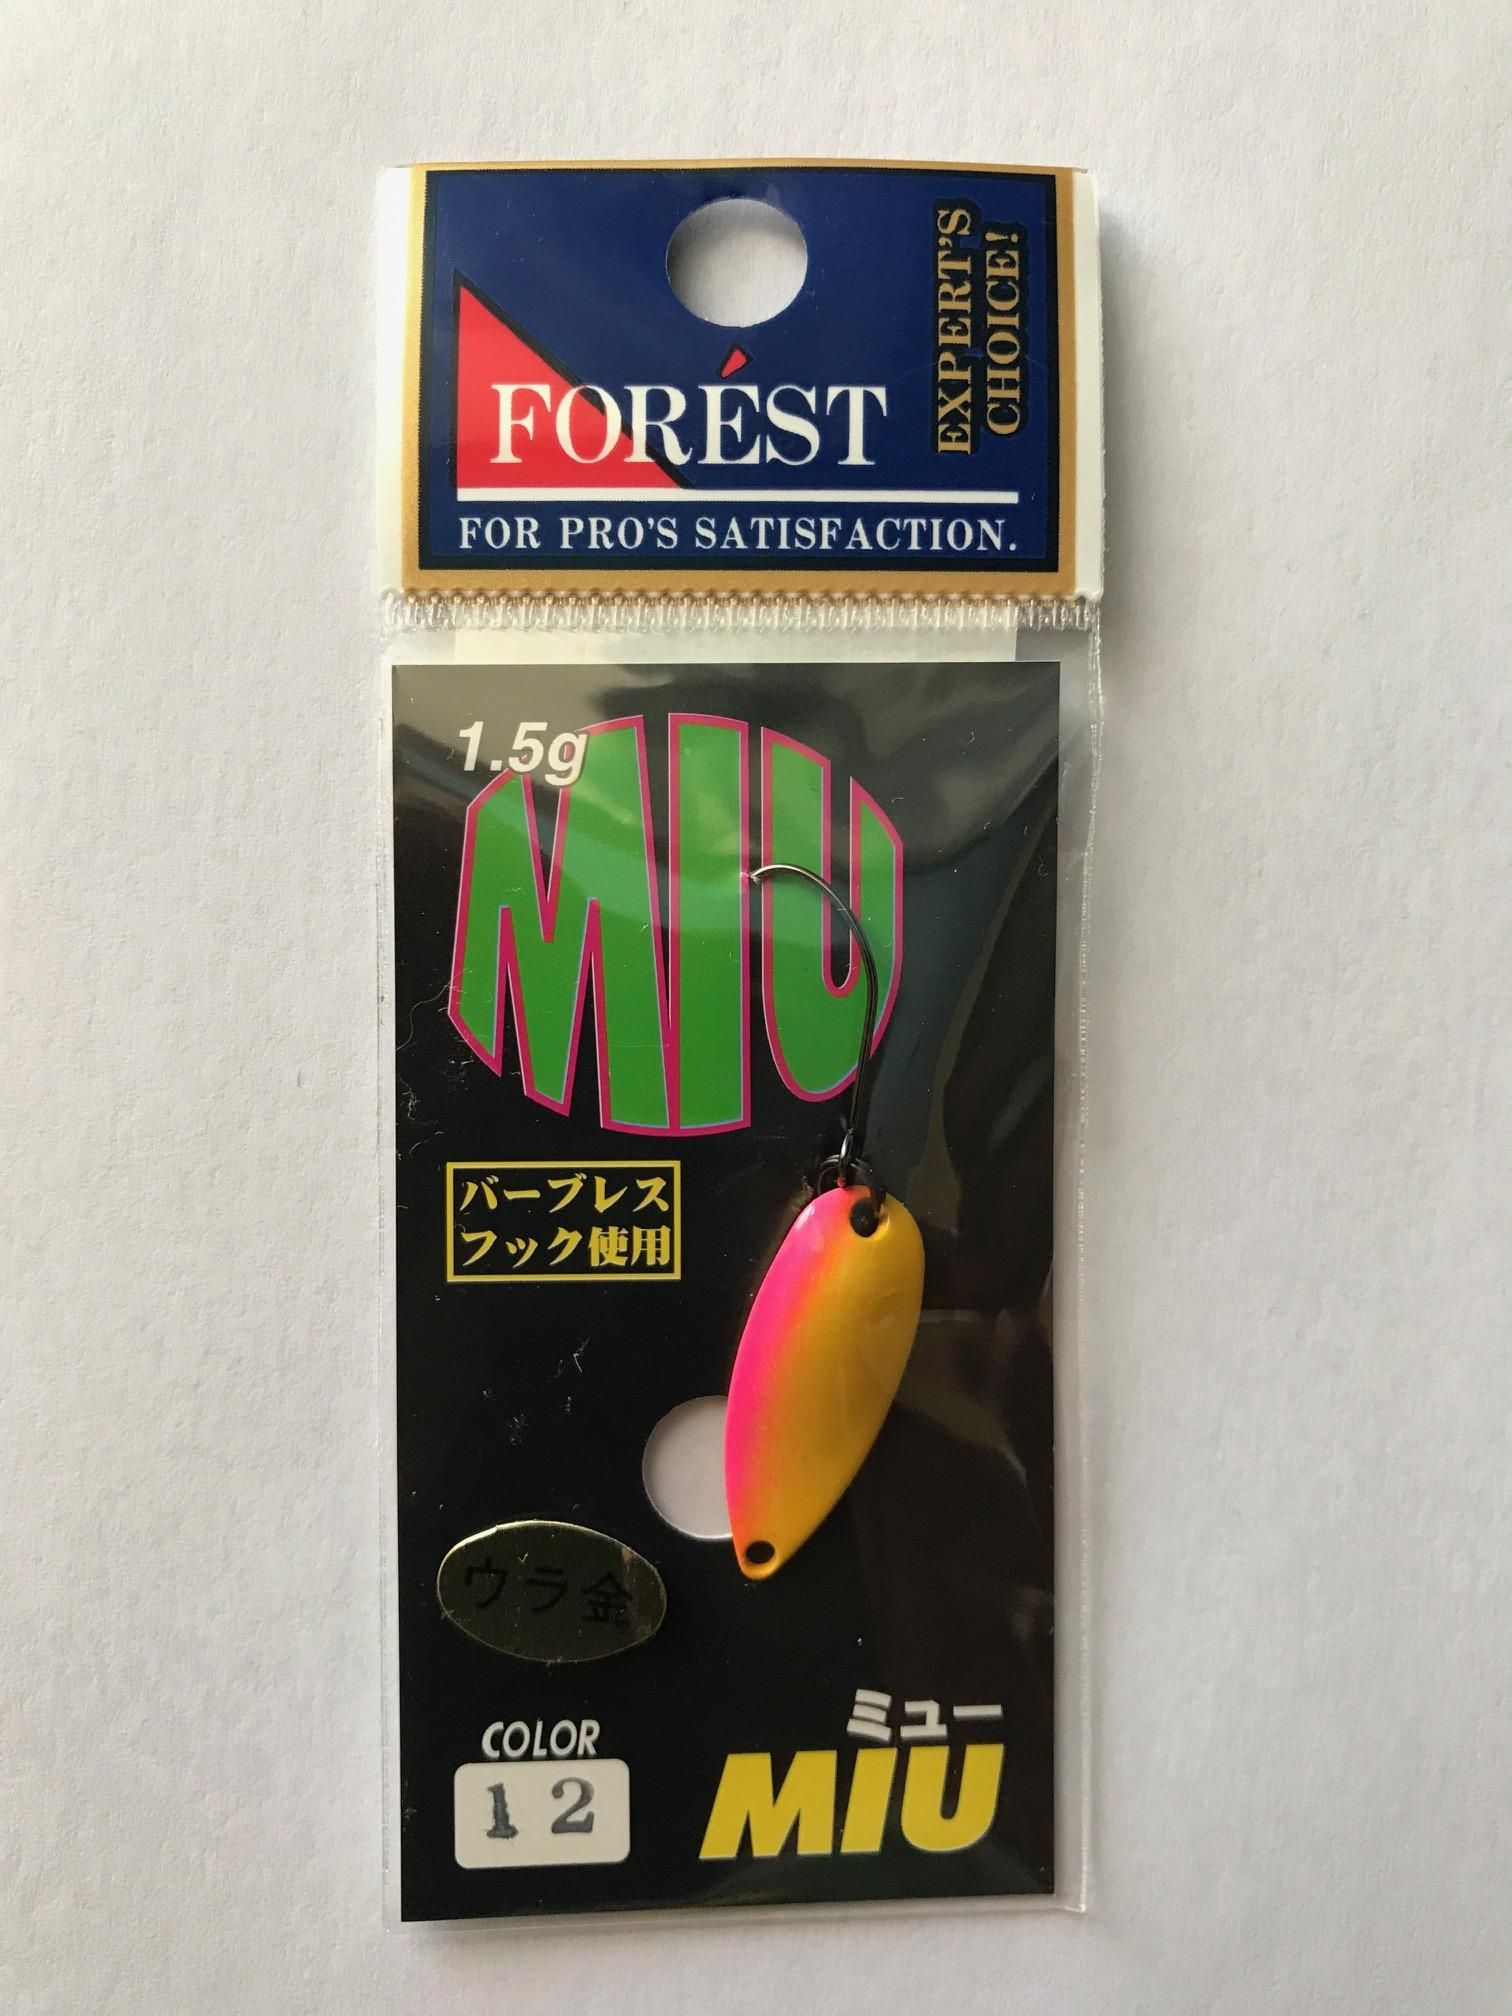 EXPERT'S
CHOICE!
FORÉST
FOR PRO'S SATISFACTION.
1.5g
MIU
バーブレス
フック使用
ウラ金
COLOR
12
ミュー
MIU